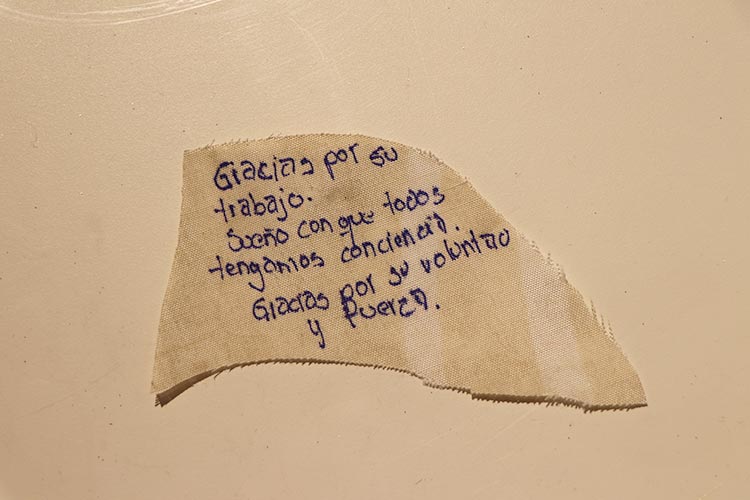 Gracias por su
trabajo.
Sueño con que todos
tengamos conciencia.
Gracias por su voluntad
y fuerza.